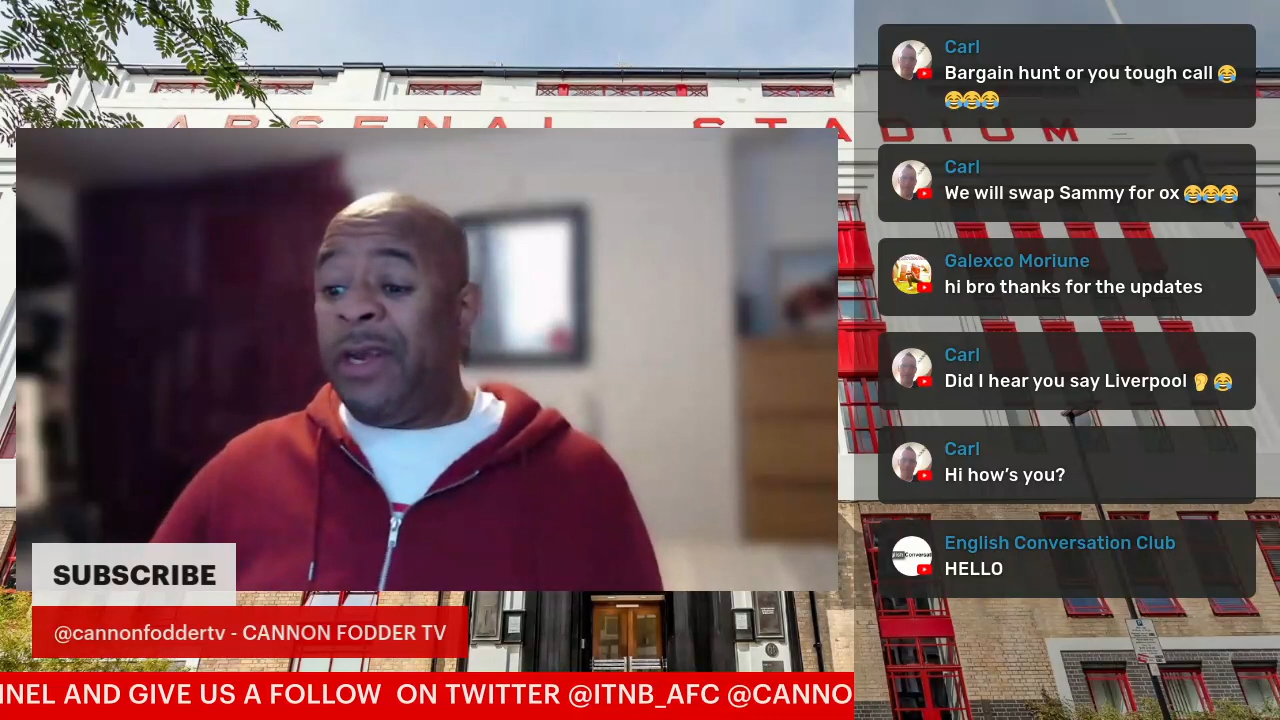 ARSENAL STADIUM
SUBSCRIBE
@cannonfoddertv - CANNON FODDER TV
NEL AND GIVE US A FOLLOW ON TWITTER @ITNB_AFC @CANNO
Carl
Bargain hunt or you tough call 😂
😂😂😂
Carl
We will swap Sammy for ox 😂😂😂
Galexco Moriune
hi bro thanks for the updates
Carl
Did I hear you say Liverpool 👂😂
Carl
Hi how’s you?
English Conversation Club
HELLO